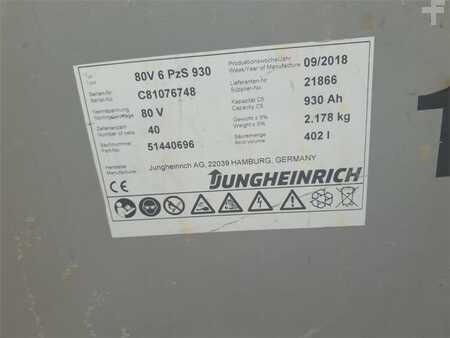 Typ
Type
80V 6 PzS 930
Produktionswoche/Jahr
Week/Year of Manufacture
09/2018
Serien-Nr.
Serial-No.
C81076748
Lieferanten-Nr.
Supplier-No.
21866
Nennspannung
Nominalvoltage
80 V
Kapazität C5
Capacity C5
930 Ah
Zellenanzahl
Number of cells
40
Gewicht ± 5%
Weight ± 5%
2.178 kg
Sachnummer
Part-No.
51440696
Säuremenge
Acid volume
402 l
Hersteller
Manufacturer
Jungheinrich AG, 22039 HAMBURG, GERMANY
CE
JUNGHEINRICH